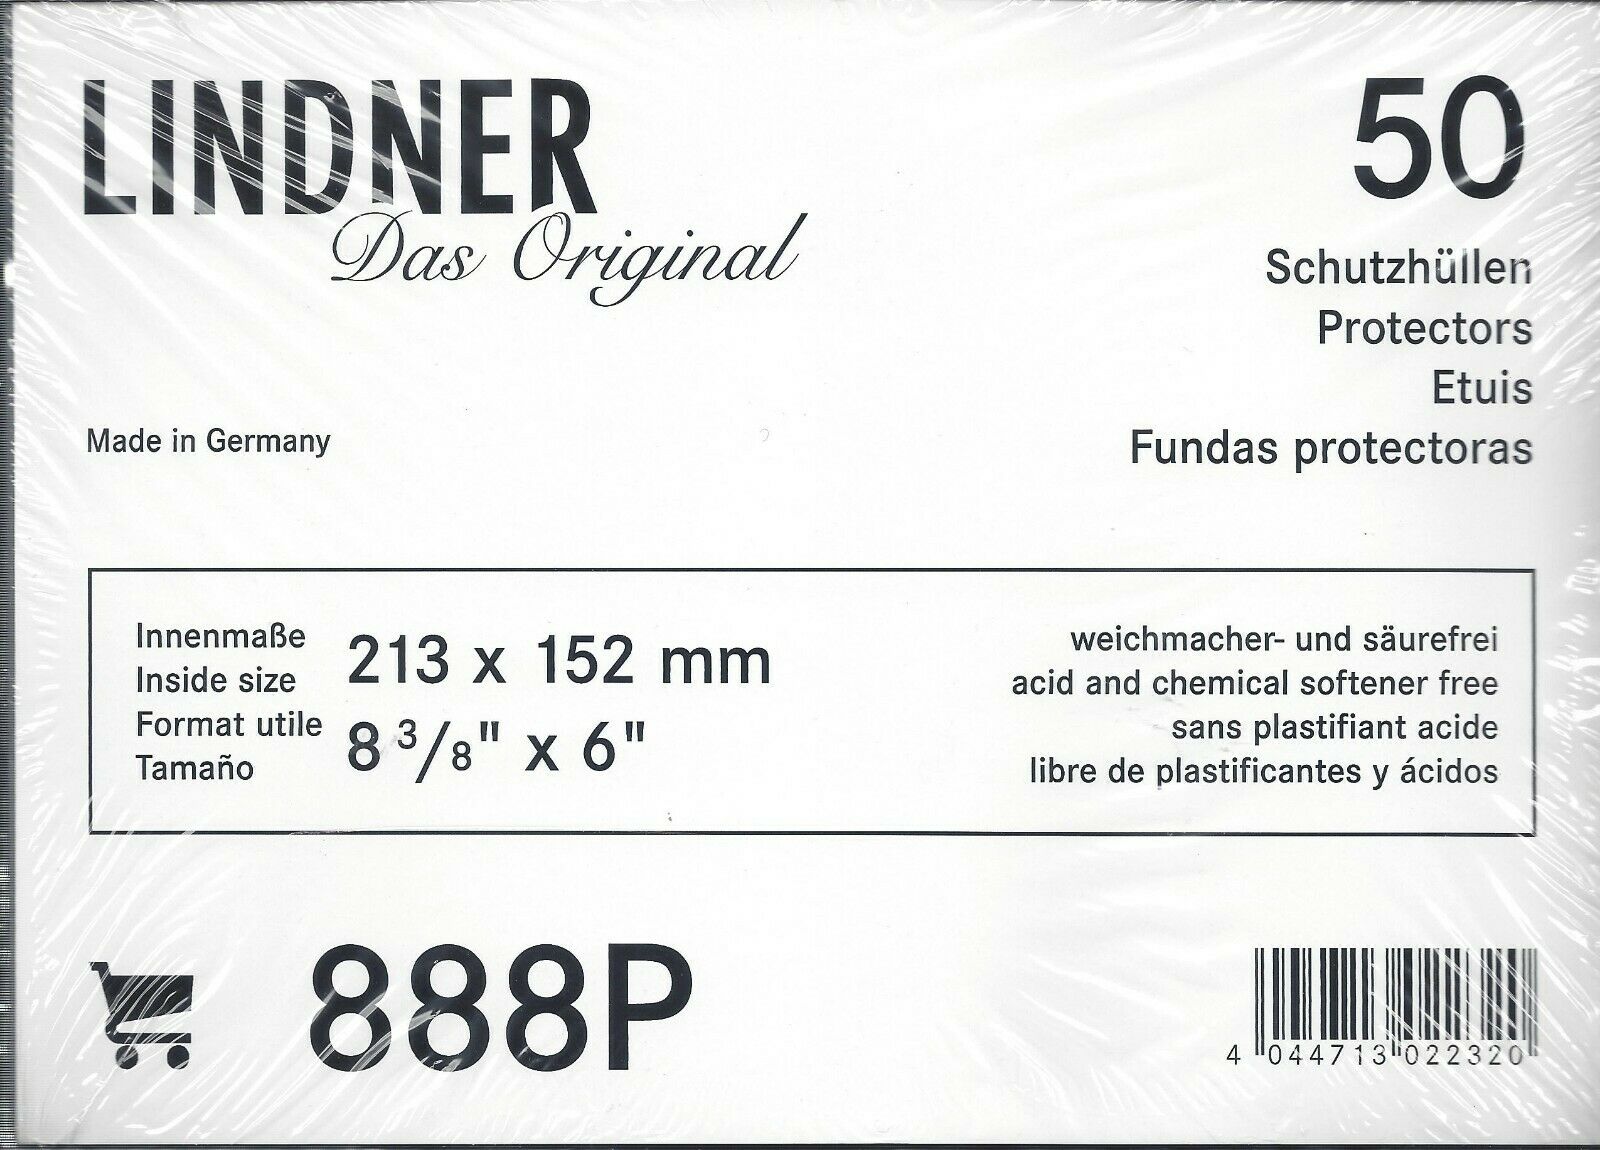 LINDNER
Das Original
50
Schutzhüllen
Protectors
Etuis
Fundas protectoras
Made in Germany
Innenmaße
Inside size
Format utile
Tamaño
213 x 152 mm
8 3/8" x 6"
weichmacher- und säurefrei
acid and chemical softener free
sans plastifiant acide
libre de plastificantes y ácidos
888P
4 044713 022320